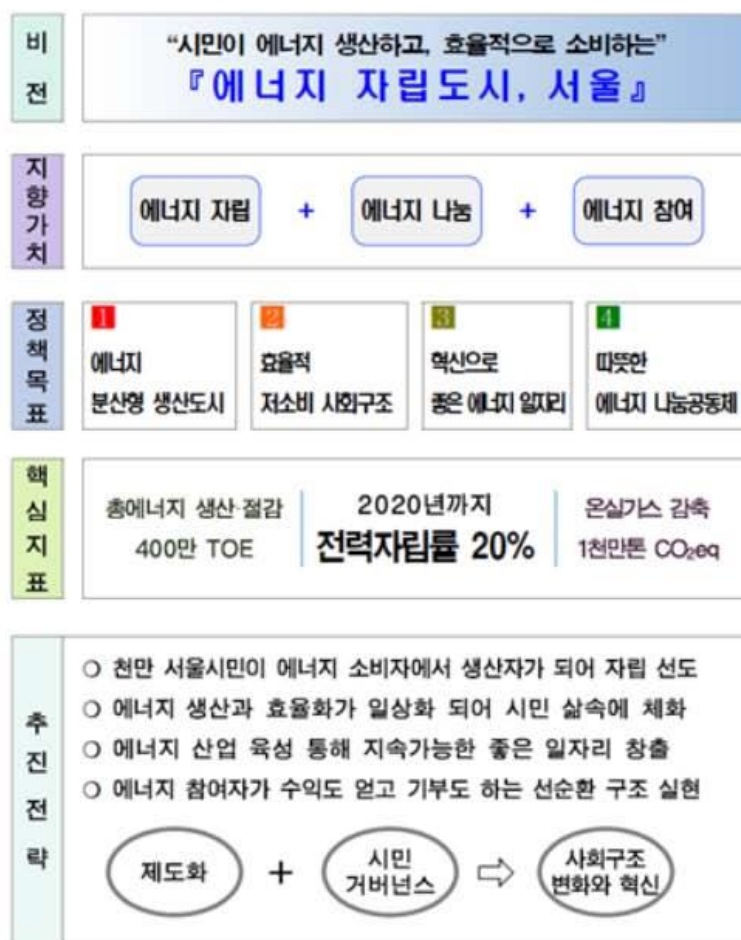 비전
“시민이 에너지 생산하고, 효율적으로 소비하는”
『에너지 자립도시, 서울』
지향가치
에너지 자립 + 에너지 나눔 + 에너지 참여
정책목표
1
에너지
분산형 생산도시
2
효율적
저소비 사회구조
3
혁신으로
좋은 에너지 일자리
4
따뜻한
에너지 나눔공동체
핵심지표
총에너지 생산·절감
400만 TOE
2020년까지
전력자립률 20%
온실가스 감축
1천만톤 CO₂eq
추진전략
❍ 천만 서울시민이 에너지 소비자에서 생산자가 되어 자립 선도
❍ 에너지 생산과 효율화가 일상화 되어 시민 삶속에 체화
❍ 에너지 산업 육성 통해 지속가능한 좋은 일자리 창출
❍ 에너지 참여자가 수익도 얻고 기부도 하는 선순환 구조 실현
제도화 + 시민 거버넌스 ⇨ 사회구조 변화와 혁신